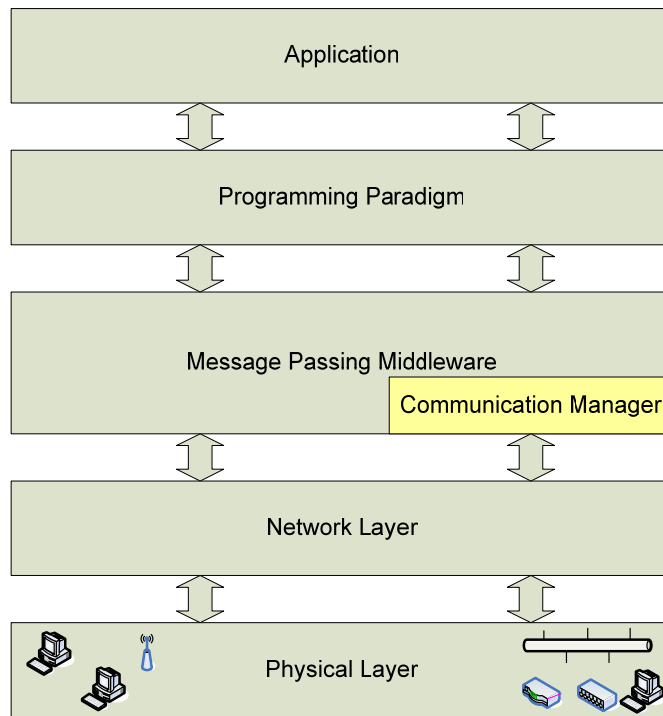 Application
Programming Paradigm
Message Passing Middleware
Communication Manager
Network Layer
Physical Layer